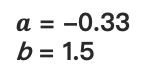 a = –0.33
b = 1.5